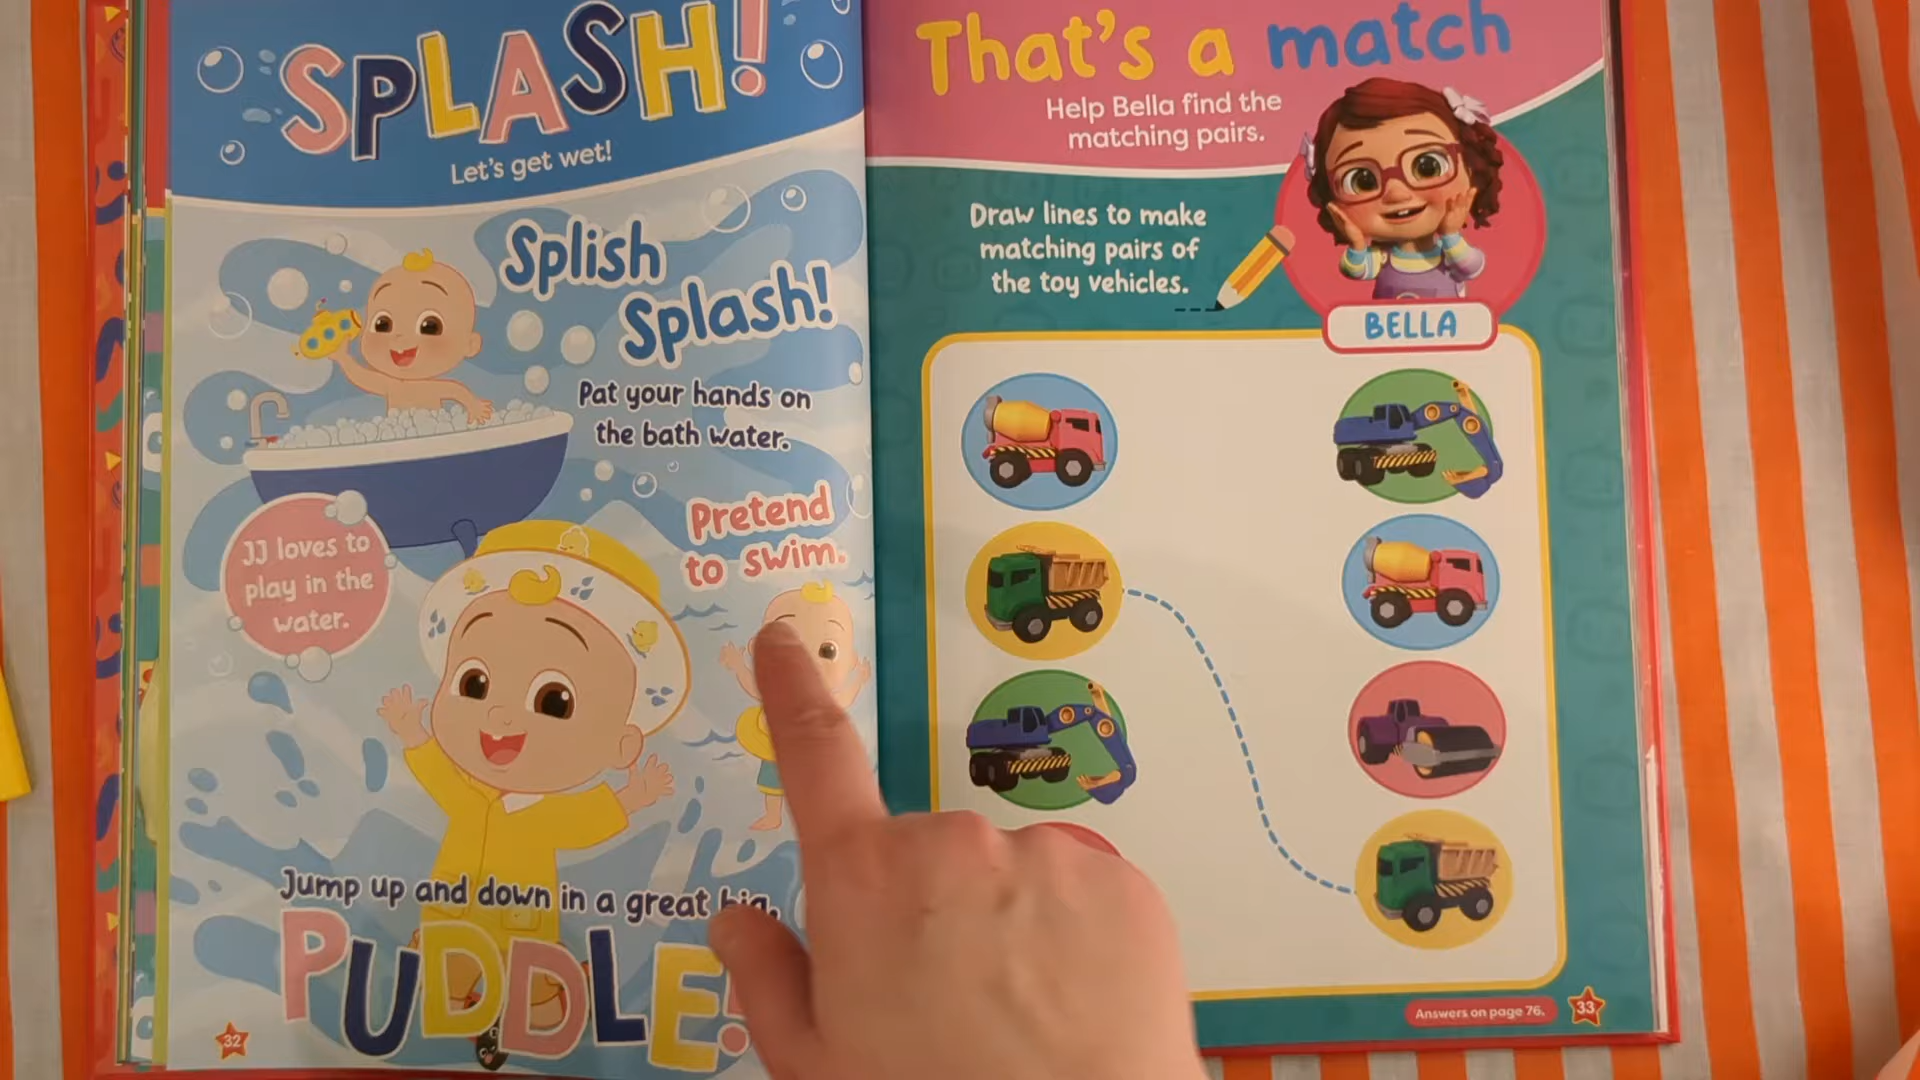 SPLASH!
Let's get wet!
Splish
Splash!
Pat your hands on
the bath water.
Pretend
to swim.
JJ loves to
play in the
water.
Jump up and down in a great big,
PUDDLE!
32
That's a match
Help Bella find the
matching pairs.
Draw lines to make
matching pairs of
the toy vehicles.
BELLA
Answers on page 76.
33